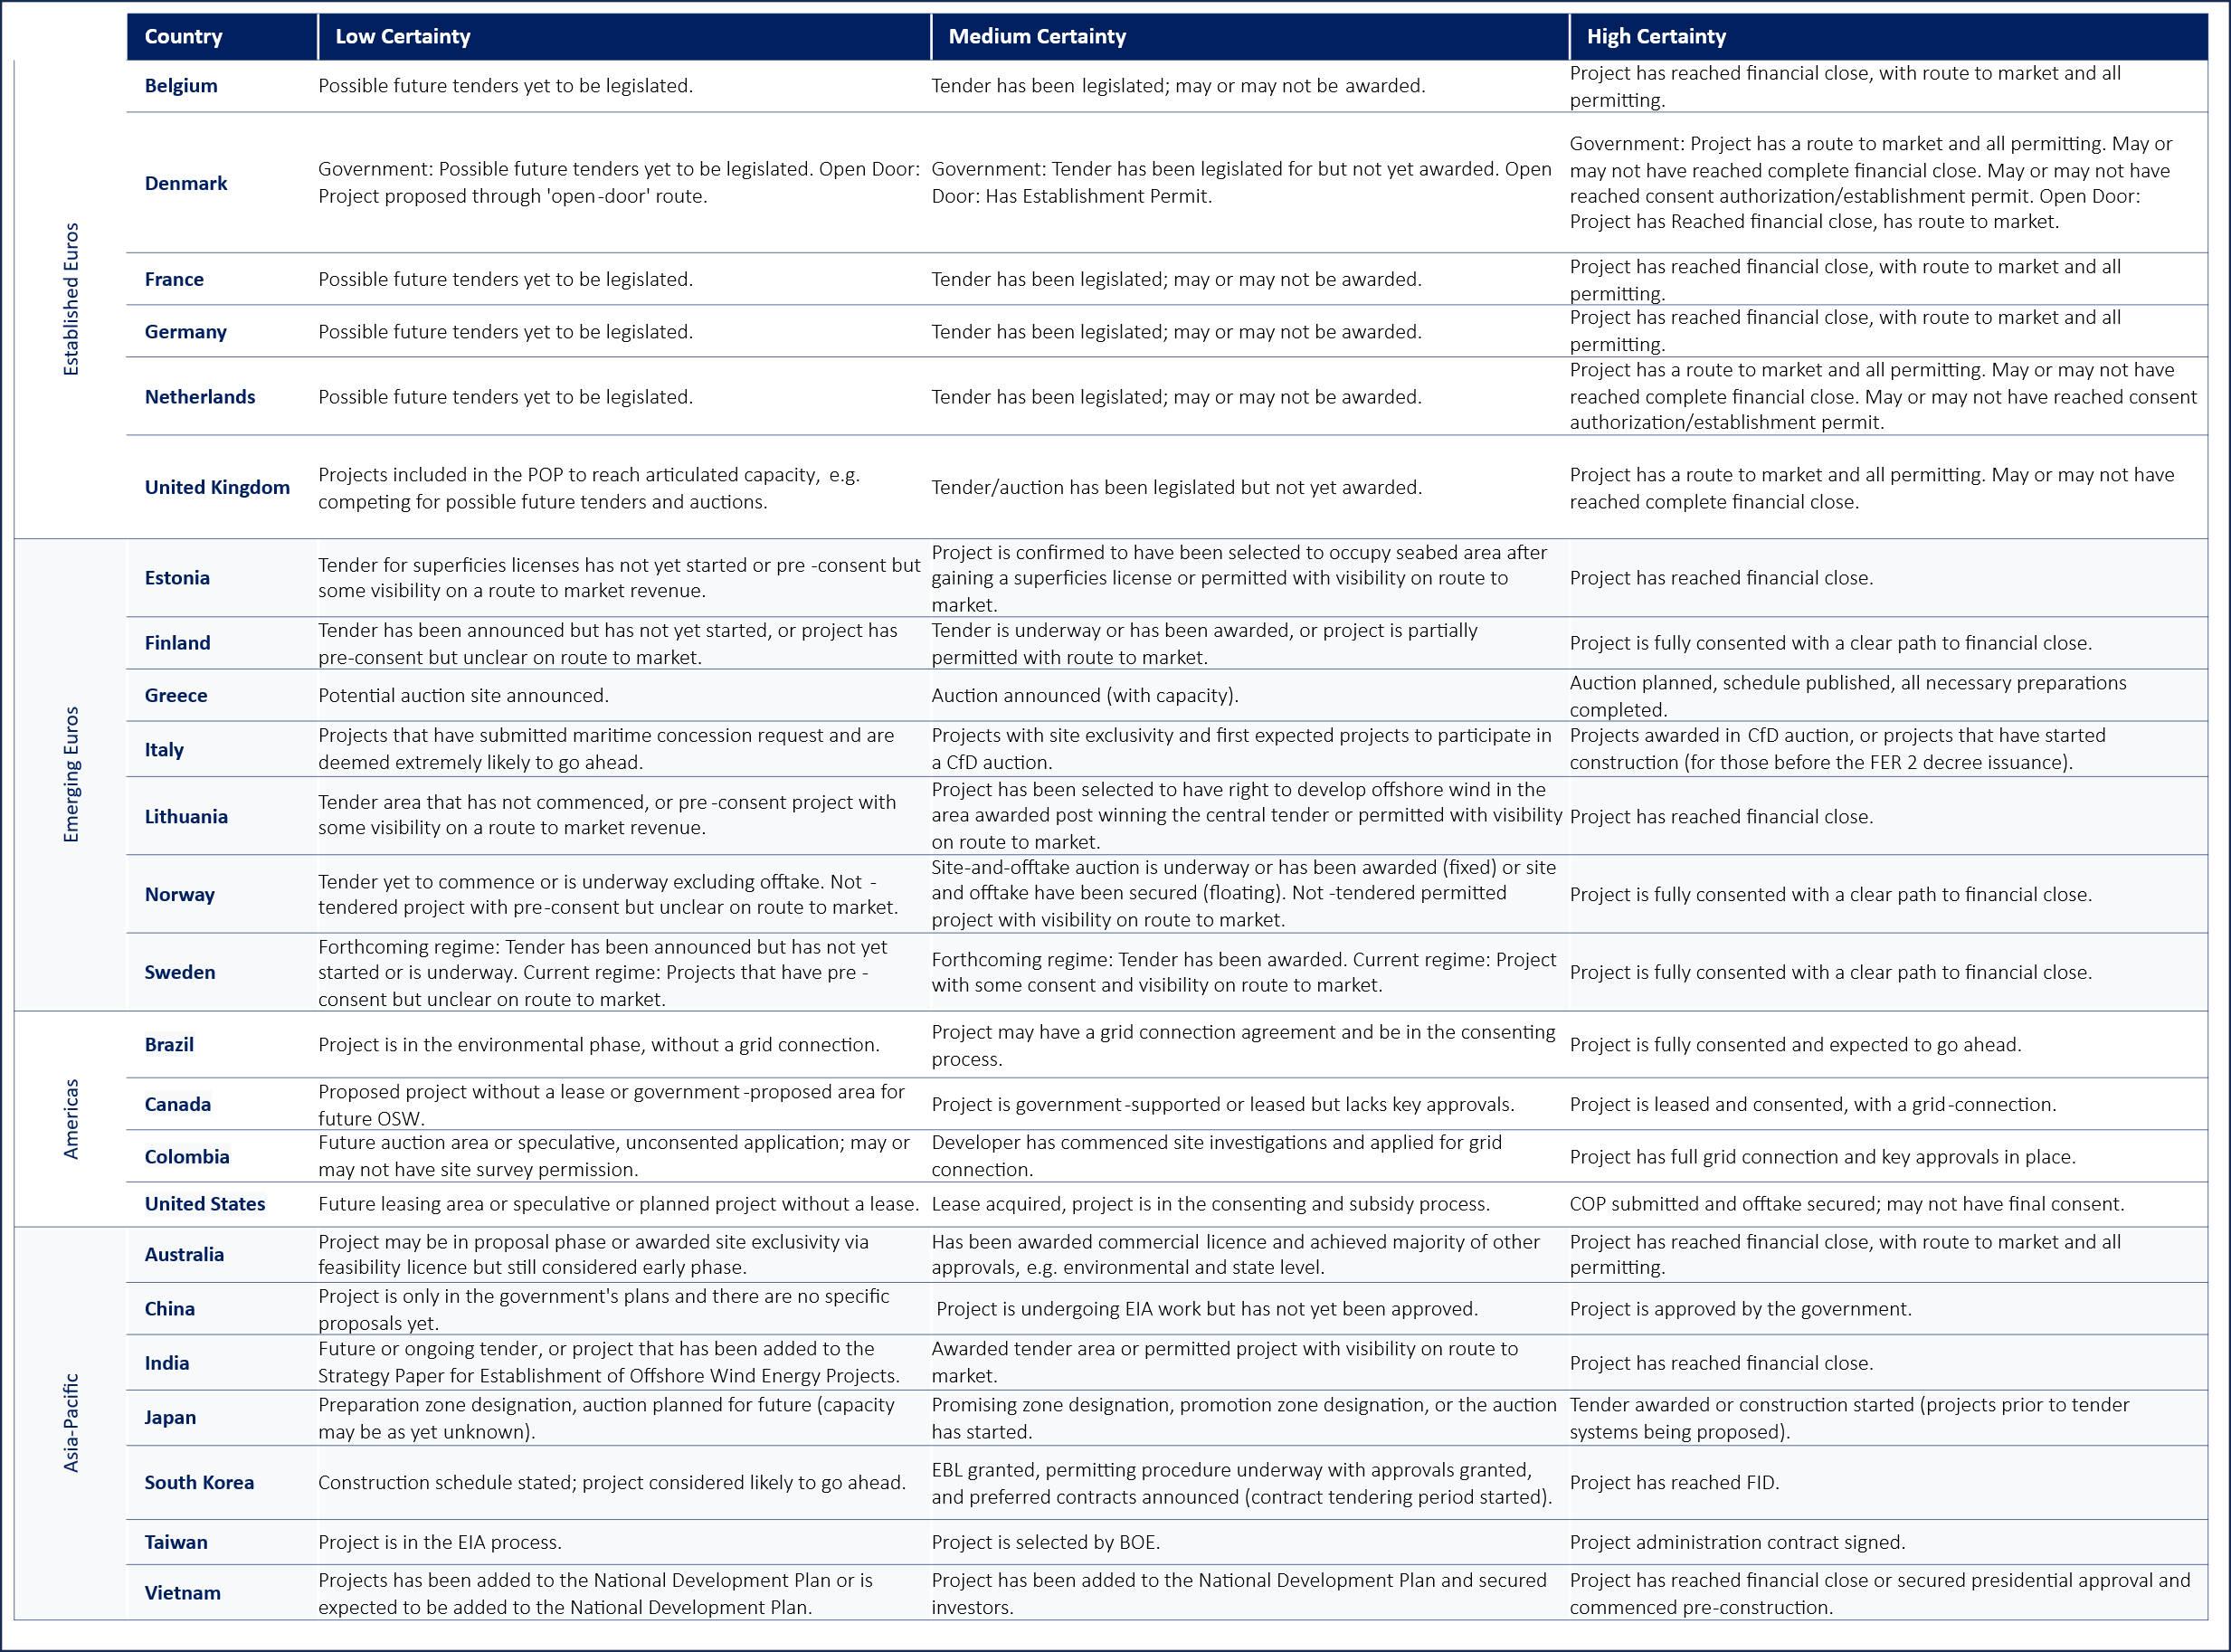 Country Low Certainty Medium Certainty High Certainty
Established Euros
Belgium
Possible future tenders yet to be legislated.
Tender has been legislated; may or may not be awarded.
Project has reached financial close, with route to market and all
permitting.
Denmark
Government: Possible future tenders yet to be legislated. Open Door:
Project proposed through 'open-door' route.
Government: Tender has been legislated for but not yet awarded. Open
Door: Has Establishment Permit.
Government: Project has a route to market and all permitting. May or
may not have reached complete financial close. May or may not have
reached consent authorization/establishment permit. Open Door:
Project has Reached financial close, has route to market.
France
Possible future tenders yet to be legislated.
Tender has been legislated; may or may not be awarded.
Project has reached financial close, with route to market and all
permitting.
Germany
Possible future tenders yet to be legislated.
Tender has been legislated; may or may not be awarded.
Project has reached financial close, with route to market and all
permitting.
Netherlands
Possible future tenders yet to be legislated.
Tender has been legislated; may or may not be awarded.
Project has a route to market and all permitting. May or may not have
reached complete financial close. May or may not have reached consent
authorization/establishment permit.
United Kingdom
Projects included in the POP to reach articulated capacity, e.g.
competing for possible future tenders and auctions.
Tender/auction has been legislated but not yet awarded.
Project has a route to market and all permitting. May or may not have
reached complete financial close.
Emerging Euros
Estonia
Tender for superficies licenses has not yet started or pre -consent but
some visibility on a route to market revenue.
Project is confirmed to have been selected to occupy seabed area after
gaining a superficies license or permitted with visibility on route to
market.
Project has reached financial close.
Finland
Tender has been announced but has not yet started, or project has
pre-consent but unclear on route to market.
Tender is underway or has been awarded, or project is partially
permitted with route to market.
Project is fully consented with a clear path to financial close.
Greece
Potential auction site announced.
Auction announced (with capacity).
Auction planned, schedule published, all necessary preparations
completed.
Italy
Projects that have submitted maritime concession request and are
deemed extremely likely to go ahead.
Projects with site exclusivity and first expected projects to participate in
a CfD auction.
Projects awarded in CfD auction, or projects that have started
construction (for those before the FER 2 decree issuance).
Lithuania
Tender area that has not commenced, or pre -consent project with
some visibility on a route to market revenue.
Project has been selected to have right to develop offshore wind in the
area awarded post winning the central tender or permitted with visibility
on route to market.
Project has reached financial close.
Norway
Tender yet to commence or is underway excluding offtake. Not -
tendered project with pre-consent but unclear on route to market.
Site-and-offtake auction is underway or has been awarded (fixed) or site
and offtake have been secured (floating). Not -tendered permitted
project with visibility on route to market.
Project is fully consented with a clear path to financial close.
Sweden
Forthcoming regime: Tender has been announced but has not yet
started or is underway. Current regime: Projects that have pre -
consent but unclear on route to market.
Forthcoming regime: Tender has been awarded. Current regime: Project
with some consent and visibility on route to market.
Project is fully consented with a clear path to financial close.
Americas
Brazil
Project is in the environmental phase, without a grid connection.
Project may have a grid connection agreement and be in the consenting
process.
Project is fully consented and expected to go ahead.
Canada
Proposed project without a lease or government -proposed area for
future OSW.
Project is government-supported or leased but lacks key approvals.
Project is leased and consented, with a grid-connection.
Colombia
Future auction area or speculative, unconsented application; may or
may not have site survey permission.
Developer has commenced site investigations and applied for grid
connection.
Project has full grid connection and key approvals in place.
United States
Future leasing area or speculative or planned project without a lease.
Lease acquired, project is in the consenting and subsidy process.
COP submitted and offtake secured; may not have final consent.
Asia-Pacific
Australia
Project may be in proposal phase or awarded site exclusivity via
feasibility licence but still considered early phase.
Has been awarded commercial licence and achieved majority of other
approvals, e.g. environmental and state level.
Project has reached financial close, with route to market and all
permitting.
China
Project is only in the government's plans and there are no specific
proposals yet.
Project is undergoing EIA work but has not yet been approved.
Project is approved by the government.
India
Future or ongoing tender, or project that has been added to the
Strategy Paper for Establishment of Offshore Wind Energy Projects.
Awarded tender area or permitted project with visibility on route to
market.
Project has reached financial close.
Japan
Preparation zone designation, auction planned for future (capacity
may be as yet unknown).
Promising zone designation, promotion zone designation, or the auction
has started.
Tender awarded or construction started (projects prior to tender
systems being proposed).
South Korea
Construction schedule stated; project considered likely to go ahead.
EBL granted, permitting procedure underway with approvals granted,
and preferred contracts announced (contract tendering period started).
Project has reached FID.
Taiwan
Project is in the EIA process.
Project is selected by BOE.
Project administration contract signed.
Vietnam
Projects has been added to the National Development Plan or is
expected to be added to the National Development Plan.
Project has been added to the National Development Plan and secured
investors.
Project has reached financial close or secured presidential approval and
commenced pre-construction.